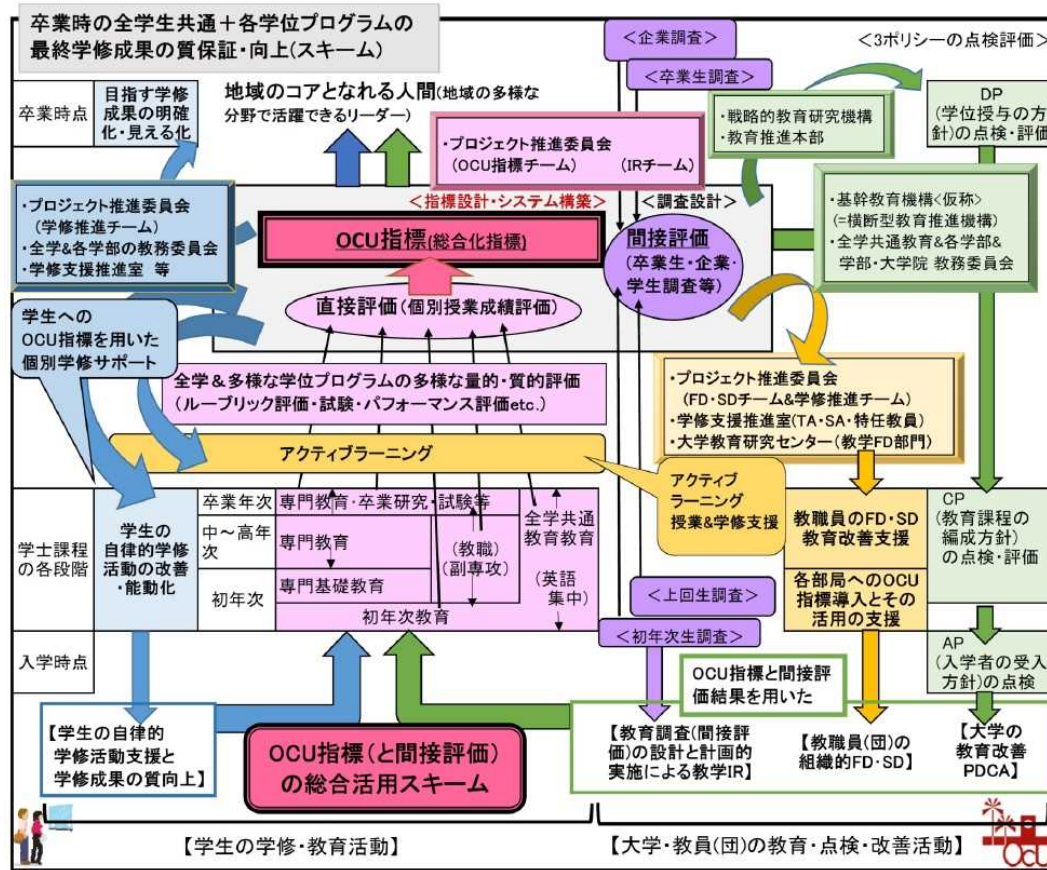 卒業時の全学生共通＋各学位プログラムの
最終学修成果の質保証・向上(スキーム)
＜企業調査＞
＜卒業生調査＞
＜3ポリシーの点検評価＞
卒業時点
目指す学修
成果の明確
化・見える化
地域のコアとなれる人間(地域の多様な
分野で活躍できるリーダー)
・プロジェクト推進委員会
(OCU指標チーム)　　(IRチーム)
・戦略的教育研究機構
・教育推進本部
DP
(学位授与の方
針)の点検・評価
・プロジェクト推進委員会
(学修推進チーム)
・全学&各学部の教務委員会
・学修支援推進室 等
＜指標設計・システム構築＞
＜調査設計＞
OCU指標(総合化指標)
間接評価
(卒業生・企業・
学生調査等)
・基幹教育機構<仮称>
(=横断型教育推進機構)
・全学共通教育&各学部&
学部・大学院 教務委員会
直接評価(個別授業成績評価)
学生への
OCU指標を用いた
個別学修サポート
全学＆多様な学位プログラムの多様な量的・質的評価
(ルーブリック評価・試験・パフォーマンス評価etc.)
・プロジェクト推進委員会
(FD・SDチーム&学修推進チーム)
・学修支援推進室(TA・SA・特任教員)
・大学教育研究センター(教学FD部門)
アクティブラーニング
アクティブ
ラーニング
授業&学修支援
学士課程
の各段階
学生の
自律的学修
活動の改善
・能動化
卒業年次
中～高年
次
初年次
専門教育・卒業研究・試験等
専門教育
専門基礎教育
初年次教育
(教職)
(副専攻)
全学共通
教育教育
(英語
集中)
教職員のFD・SD
教育改善支援
各部局へのOCU
指標導入とその
活用の支援
CP
(教育課程の
編成方針)
の点検・評価
＜上回生調査＞
＜初年次生調査＞
入学時点
AP
(入学者の受入
方針)の点検
OCU指標と間接評
価結果を用いた
【学生の自律的
学修活動支援と
学修成果の質向上】
OCU指標(と間接評価)
の総合活用スキーム
【教育調査(間接評
価)の設計と計画的
実施による教学IR】
【教職員(団)の
組織的FD・SD】
【大学の
教育改善
PDCA】
【学生の学修・教育活動】
【大学・教員(団)の教育・点検・改善活動】
OCU